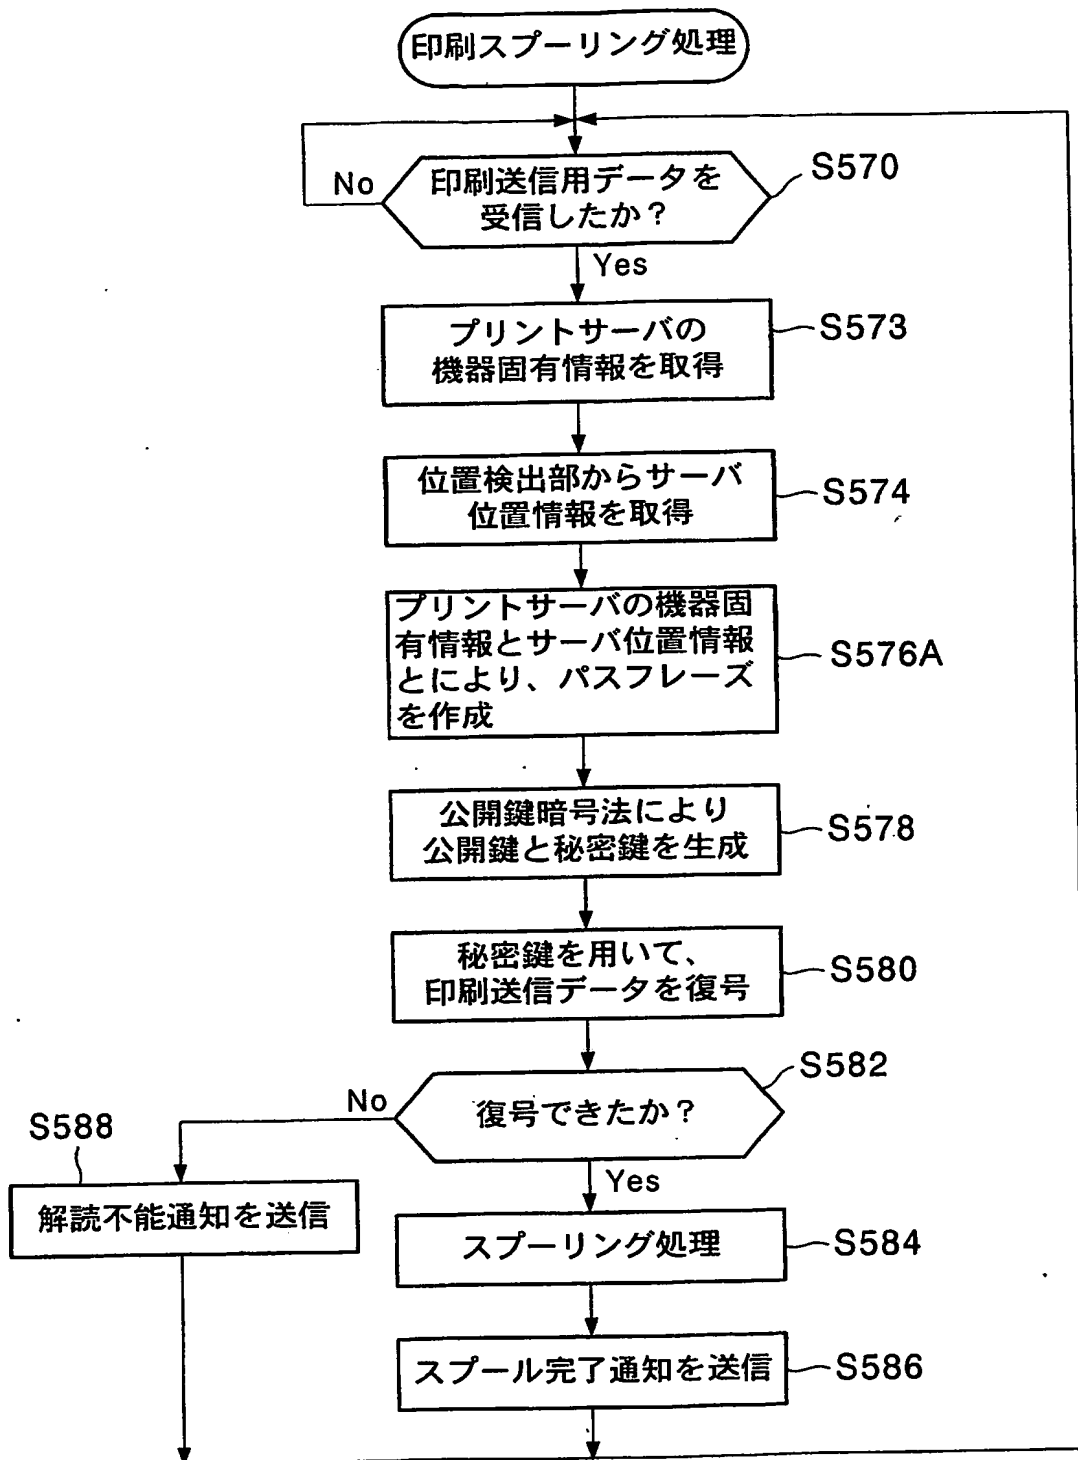 印刷スプーリング処理
No
印刷送信用データを
受信したか？
S570
Yes
プリントサーバの
機器固有情報を取得
S573
位置検出部からサーバ
位置情報を取得
S574
プリントサーバの機器固
有情報とサーバ位置情報
とにより、パスフレーズ
を作成
S576A
公開鍵暗号法により
公開鍵と秘密鍵を生成
S578
秘密鍵を用いて、
印刷送信データを復号
S580
S582
No
復号できたか？
S588
Yes
解読不能通知を送信
スプーリング処理
S584
スプール完了通知を送信
S586